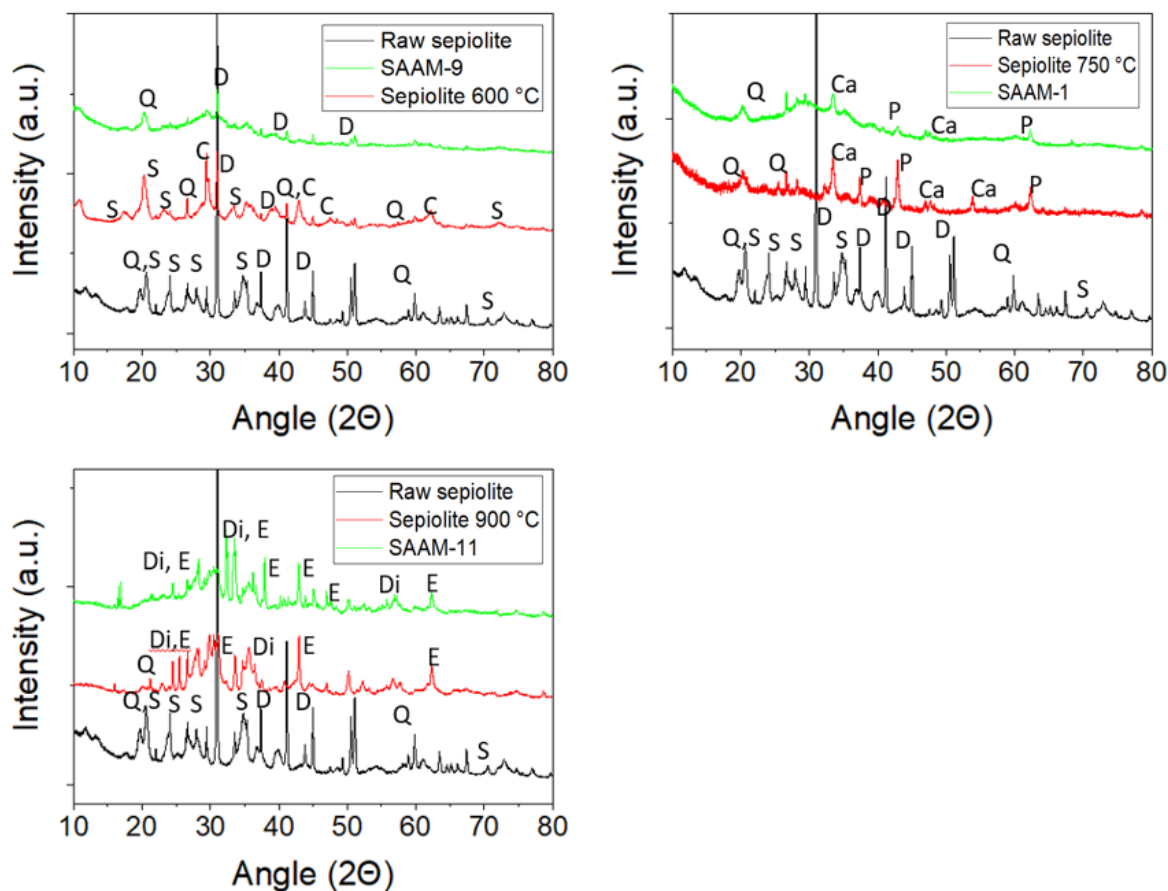 Intensity (a.u.)
Raw sepiolite
SAAM-9
Sepiolite 600 °C
D
Q
D
D
C
S
D
Q
Q, C
S
S
S
D
C
Q
C
S
Q
S
S
S
S
D
D
Q
S
10 20 30 40 50 60 70 80
Angle (2Θ)
Intensity (a.u.)
Raw sepiolite
Sepiolite 750 °C
SAAM-1
Ca
Q
P
Ca
P
Ca
Q
Q
P
P
Ca
Ca
P
D
D
Q
S
S
S
S
D
D
D
Q
S
10 20 30 40 50 60 70 80
Angle (2Θ)
Intensity (a.u.)
Raw sepiolite
Sepiolite 900 °C
SAAM-11
Di, E
Di, E
E
E
E
Di
E
Di,E
Q
E
Di
E
E
Q
S
S
S
S
D
D
Q
S
10 20 30 40 50 60 70 80
Angle (2Θ)